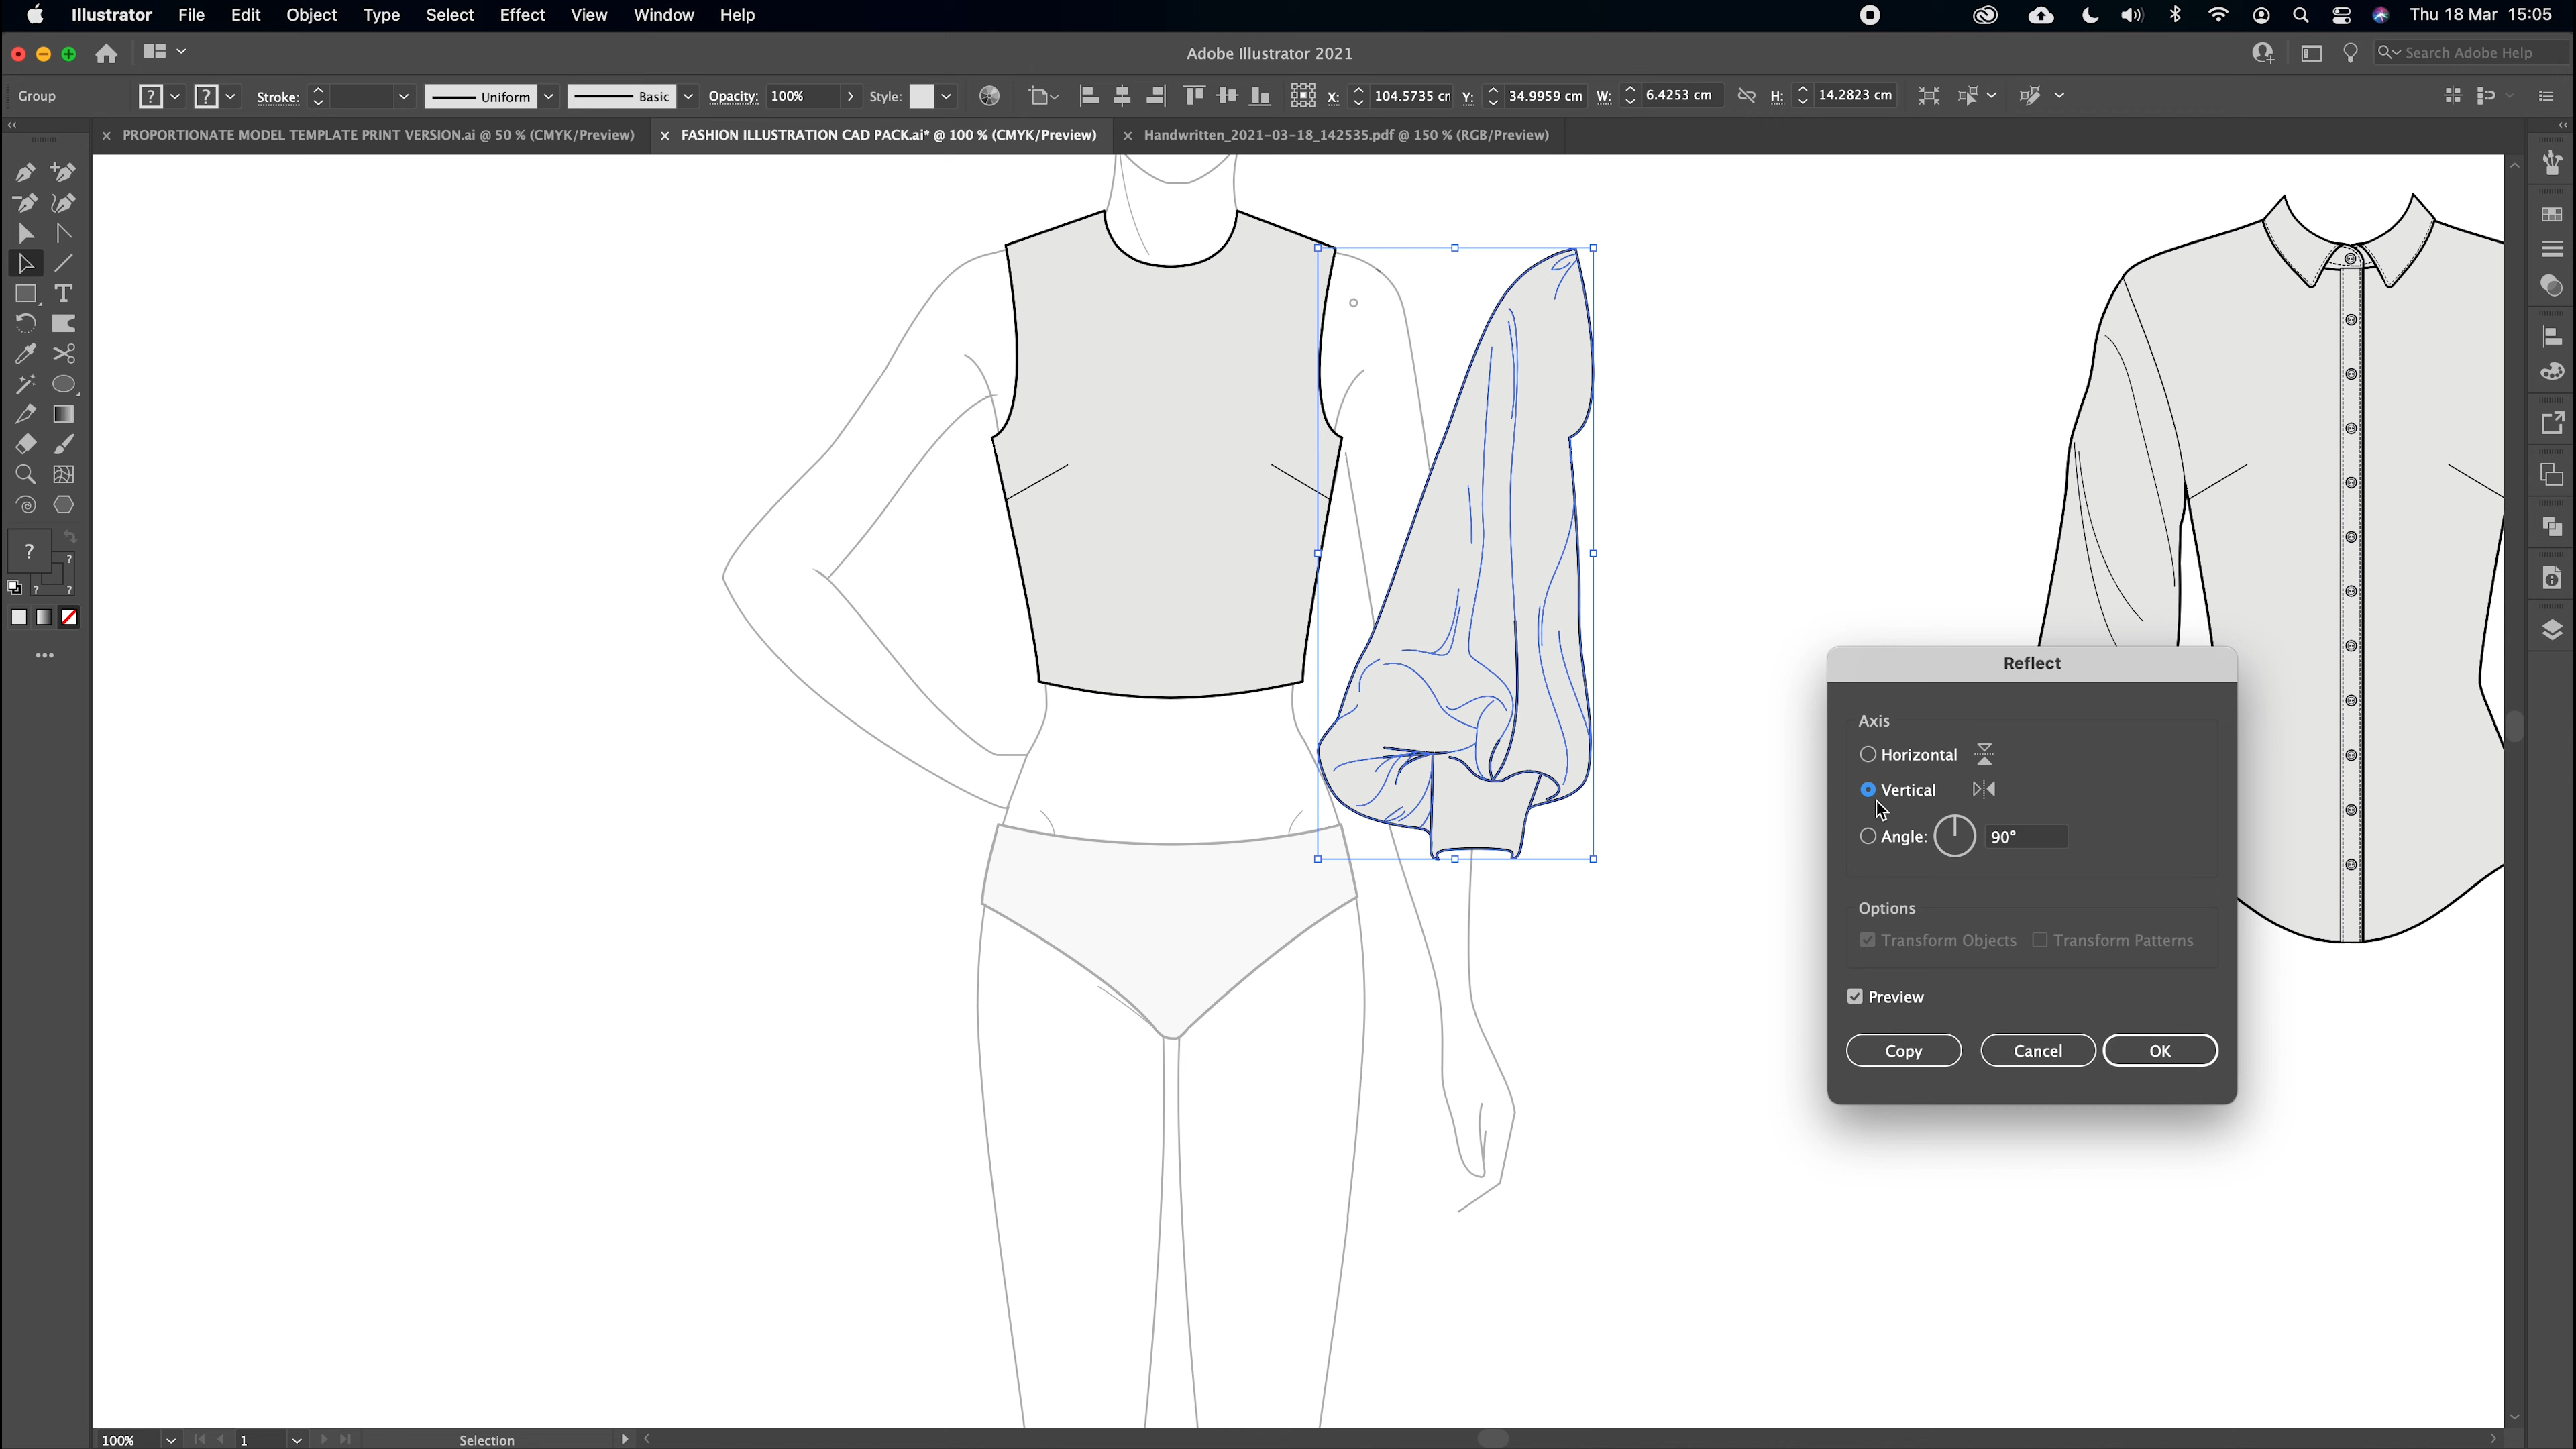 Illustrator File Edit Object Type Select Effect View Window Help Thu 18 Mar 15:05
Adobe Illustrator 2021 Search Adobe Help
Group ? ? Stroke: Uniform Basic Opacity: 100% Style: X: 104.5735 cm Y: 34.9959 cm W: 6.4253 cm H: 14.2823 cm
PROPORTIONATE MODEL TEMPLATE PRINT VERSION.ai @ 50 % (CMYK/Preview) FASHION ILLUSTRATION CAD PACK.ai* @ 100 % (CMYK/Preview) Handwritten_2021-03-18_142535.pdf @ 150 % (RGB/Preview)
?
?
? ?
Reflect
Axis
Horizontal
Vertical
Angle: 90°
Options
Transform Objects Transform Patterns
Preview
Copy Cancel OK
100% 1 Selection